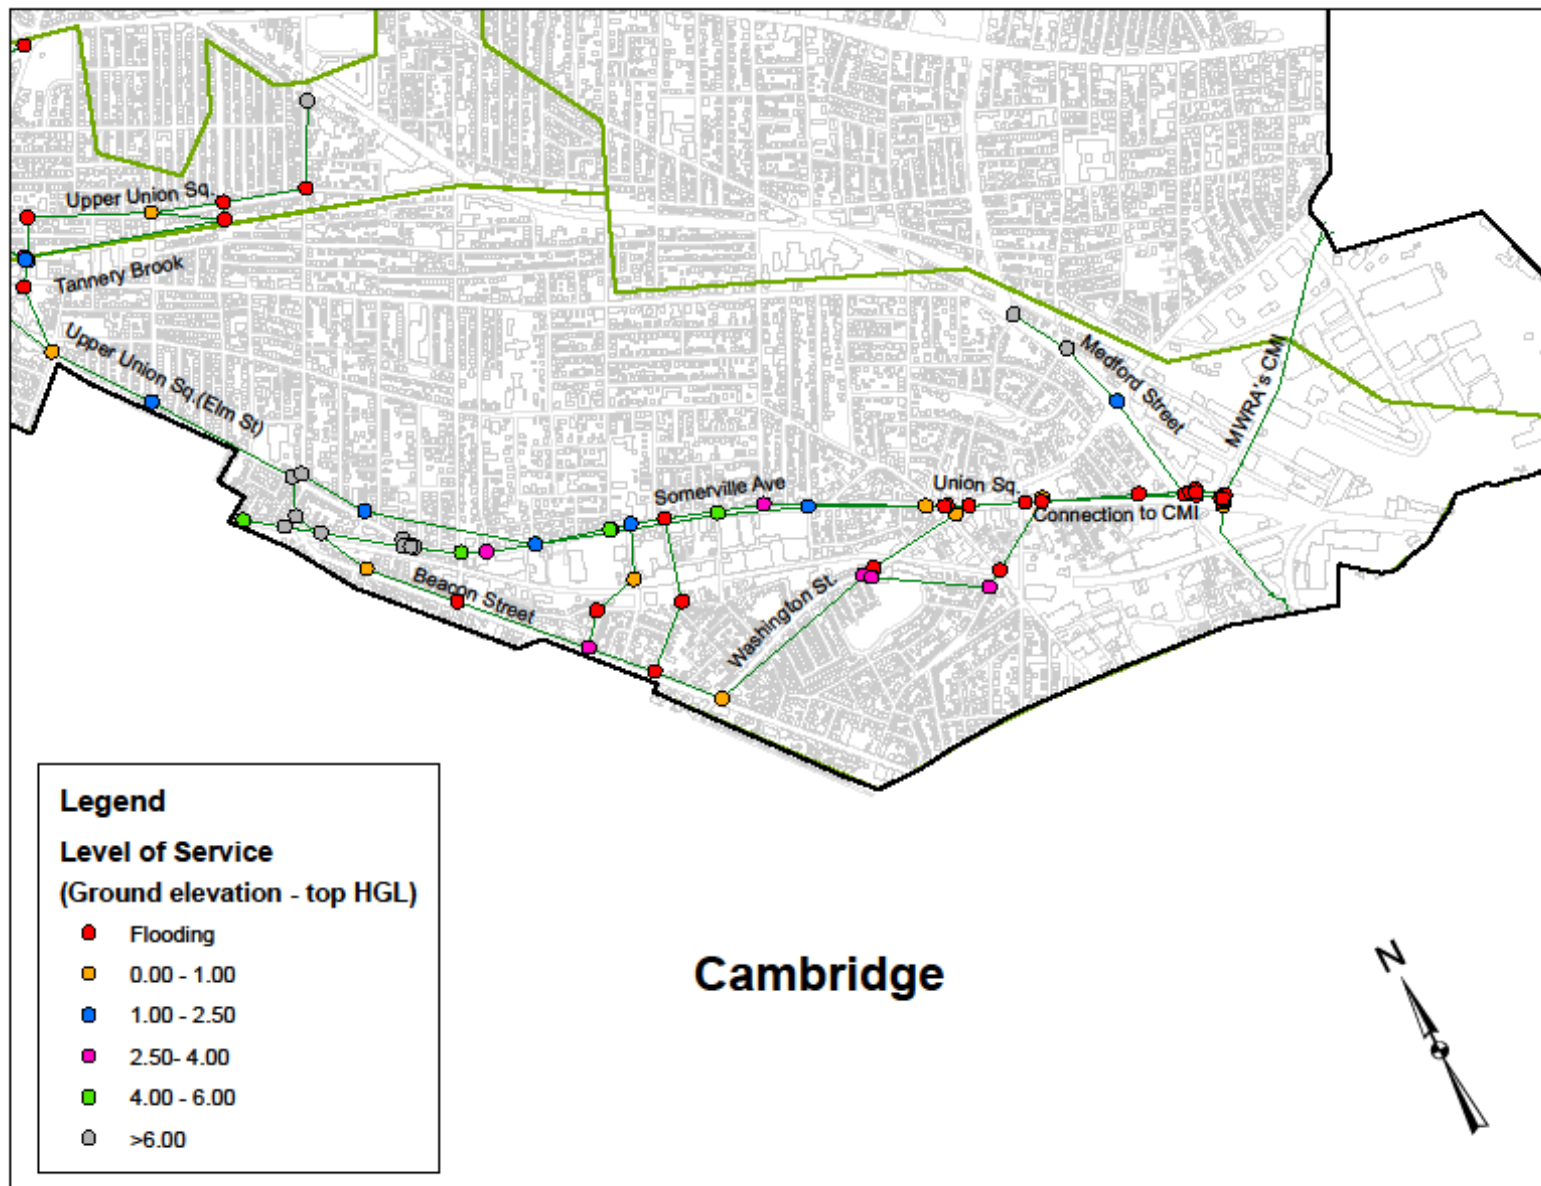 Upper Union Sq.
Tannery Brook
Upper Union Sq.(Elm St)
Medford Street
MWRA's CMI
Somerville Ave
Union Sq.
Connection to CMI
Beacon Street
Washington St.
Legend
Level of Service
(Ground elevation - top HGL)
Flooding
0.00 - 1.00
1.00 - 2.50
2.50- 4.00
4.00 - 6.00
>6.00
Cambridge
N